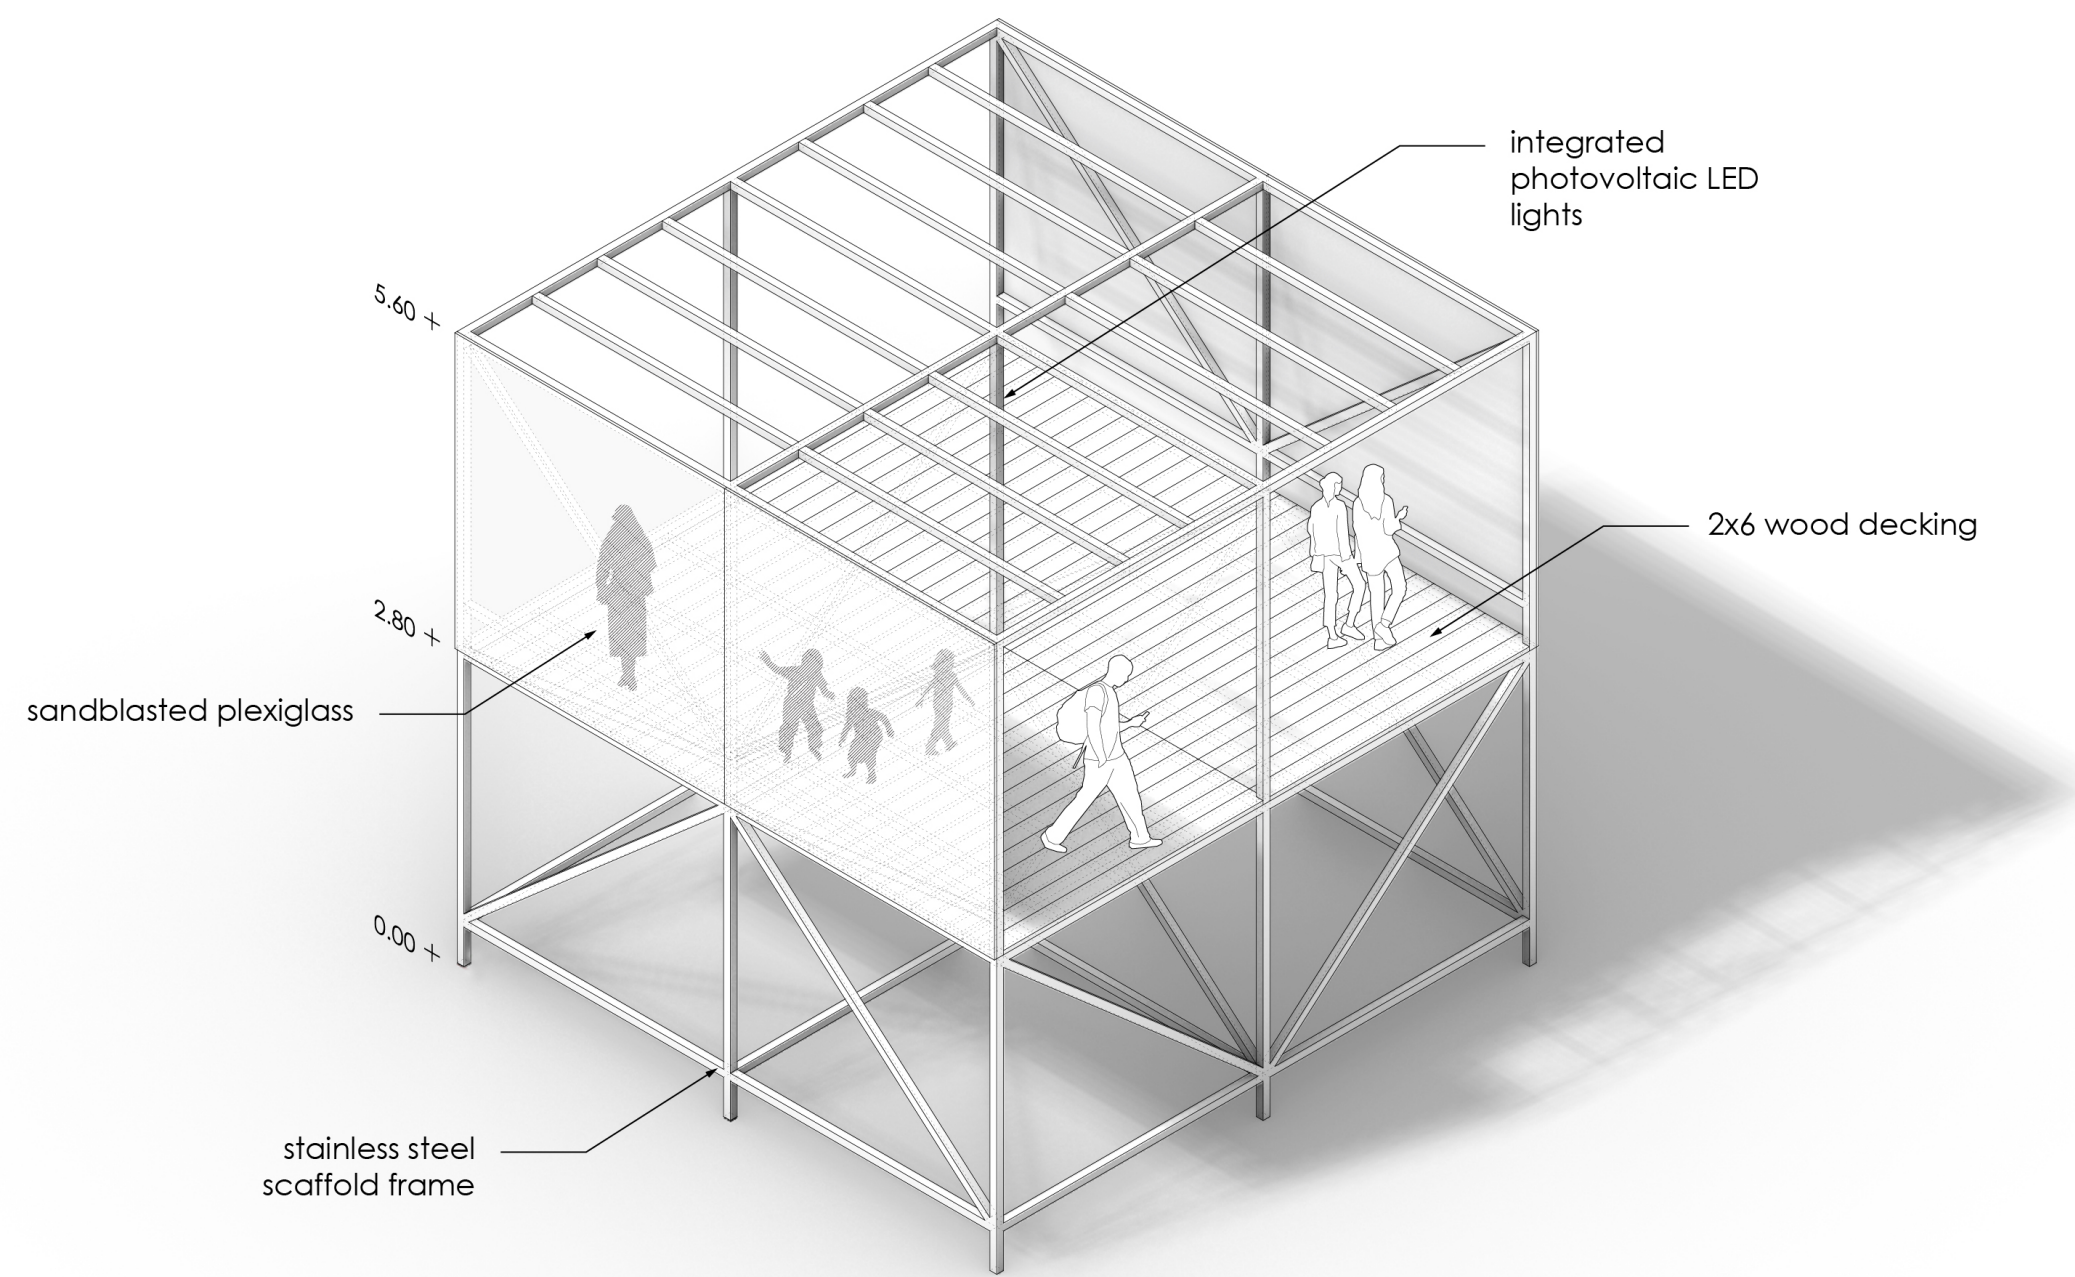 integrated
photovoltaic LED
lights
5.60
2x6 wood decking
2.80
sandblasted plexiglass
0.00
stainless steel
scaffold frame